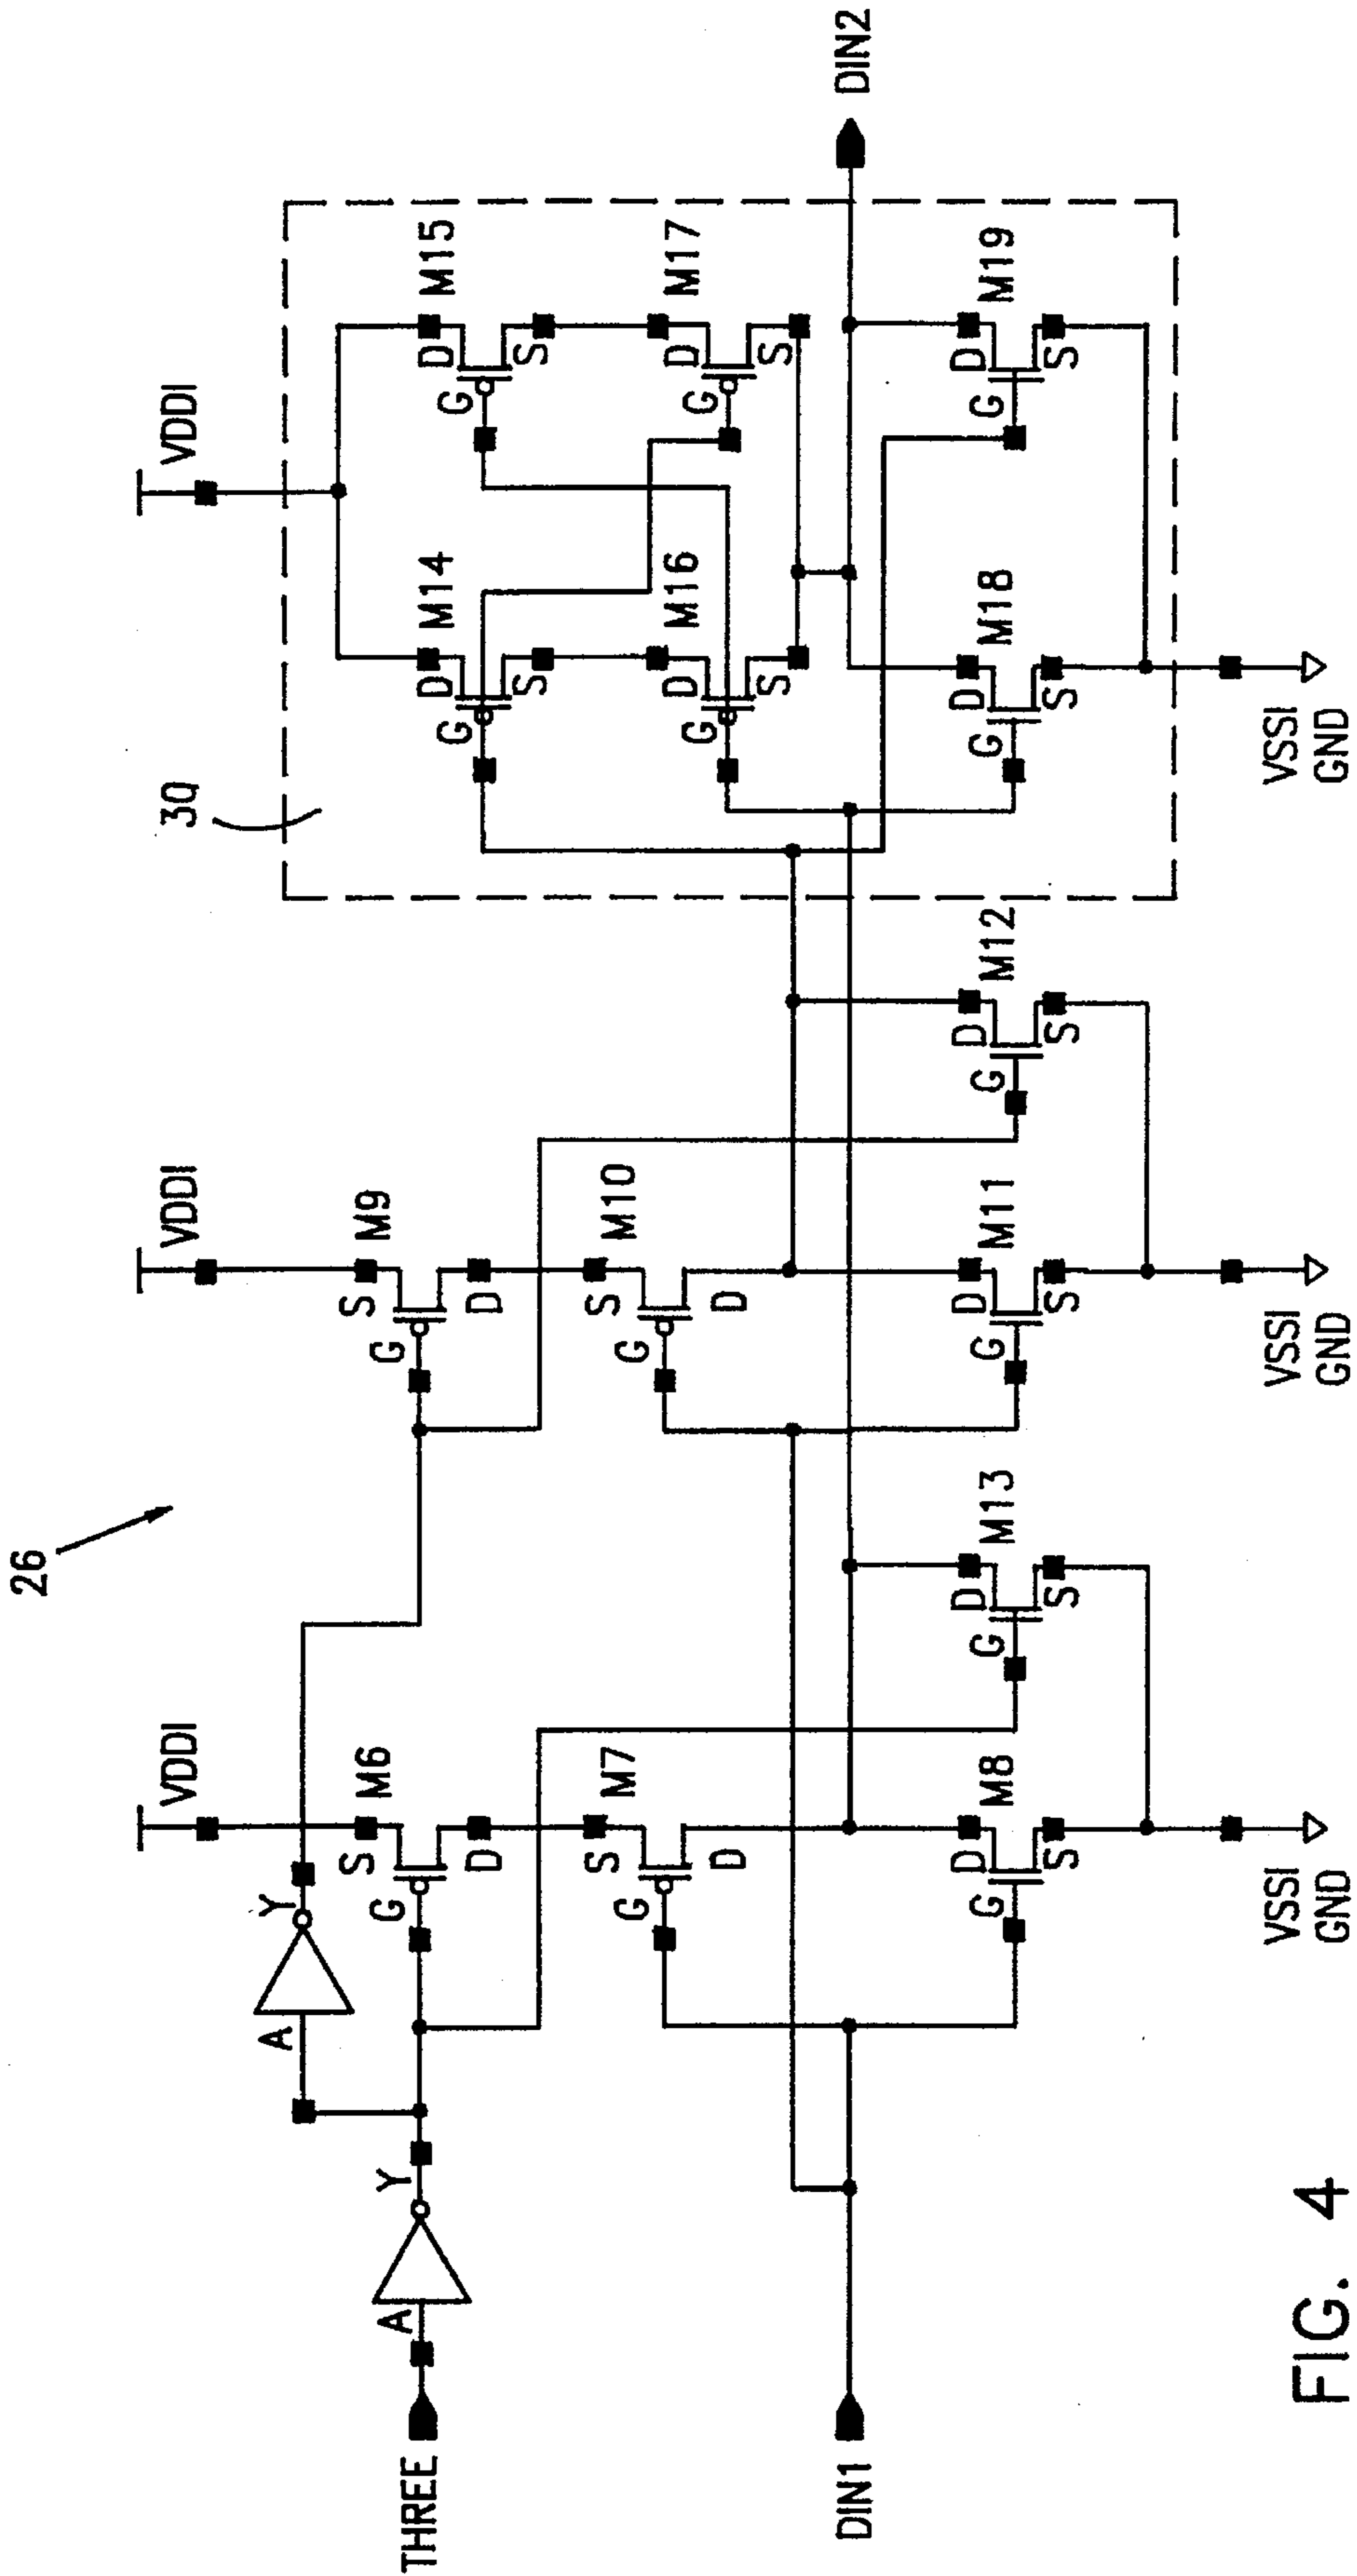 26
30
VDDI
VDDI
VDDI
THREE
A
Y
A
Y
S
M6
G
D
S
M7
G
D
D
M8
G
S
D
M13
G
S
S
M9
G
D
S
M10
G
D
D
M11
G
S
D
M12
G
S
D
M14
G
S
D
M15
G
S
D
M16
G
S
D
M17
G
S
D
M18
G
S
D
M19
G
S
DIN1
DIN2
VSSI
GND
VSSI
GND
VSSI
GND
FIG. 4